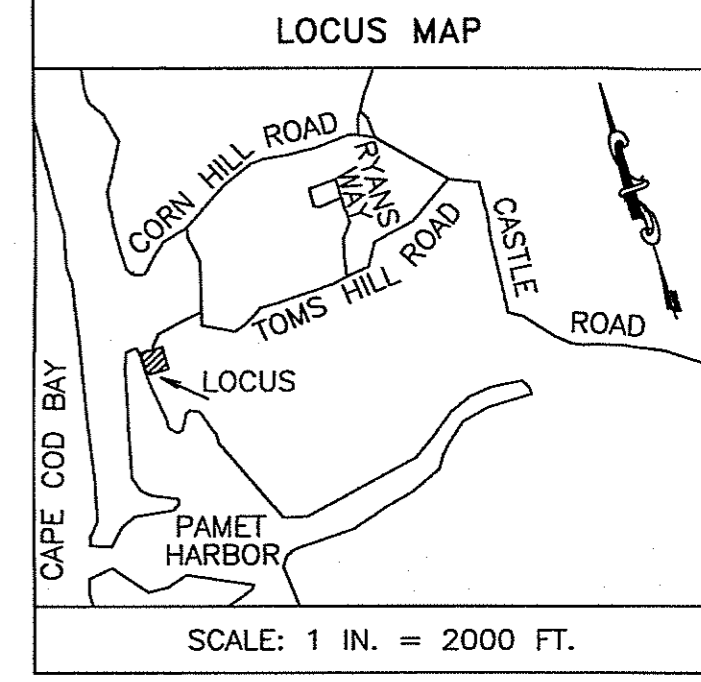 LOCUS MAP
CORN HILL ROAD
RYANS
WAY
TOMS HILL ROAD
CASTLE
ROAD
LOCUS
CAPE COD BAY
PAMET
HARBOR
SCALE: 1 IN. = 2000 FT.